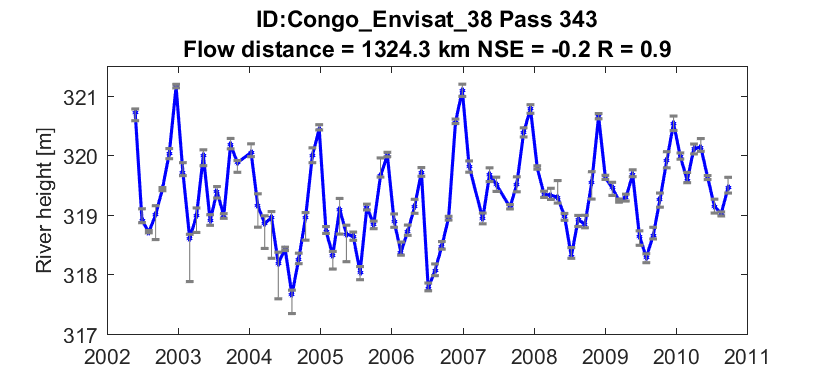 ID:Congo_Envisat_38 Pass 343
Flow distance = 1324.3 km NSE = -0.2 R = 0.9
River height [m]
321
320
319
318
317
2002 2003 2004 2005 2006 2007 2008 2009 2010 2011